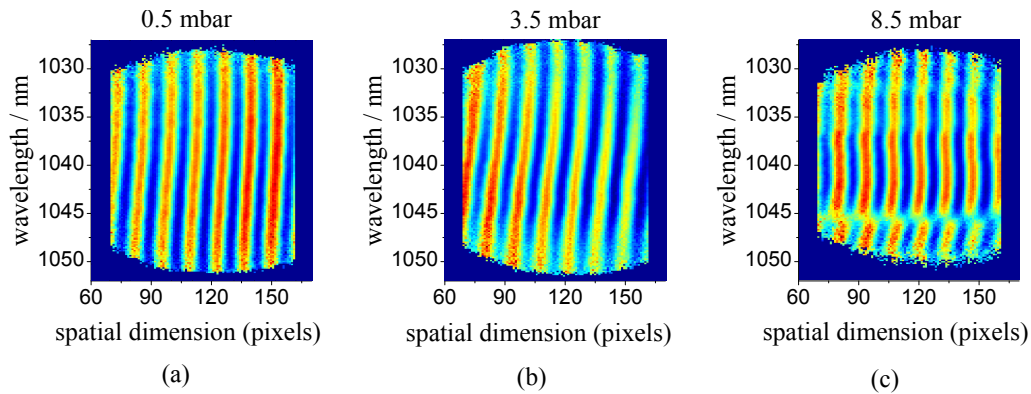 0.5 mbar
wavelength / nm
1030
1035
1040
1045
1050
60 90 120 150
spatial dimension (pixels)
(a)
3.5 mbar
wavelength / nm
1030
1035
1040
1045
1050
60 90 120 150
spatial dimension (pixels)
(b)
8.5 mbar
wavelength / nm
1030
1035
1040
1045
1050
60 90 120 150
spatial dimension (pixels)
(c)